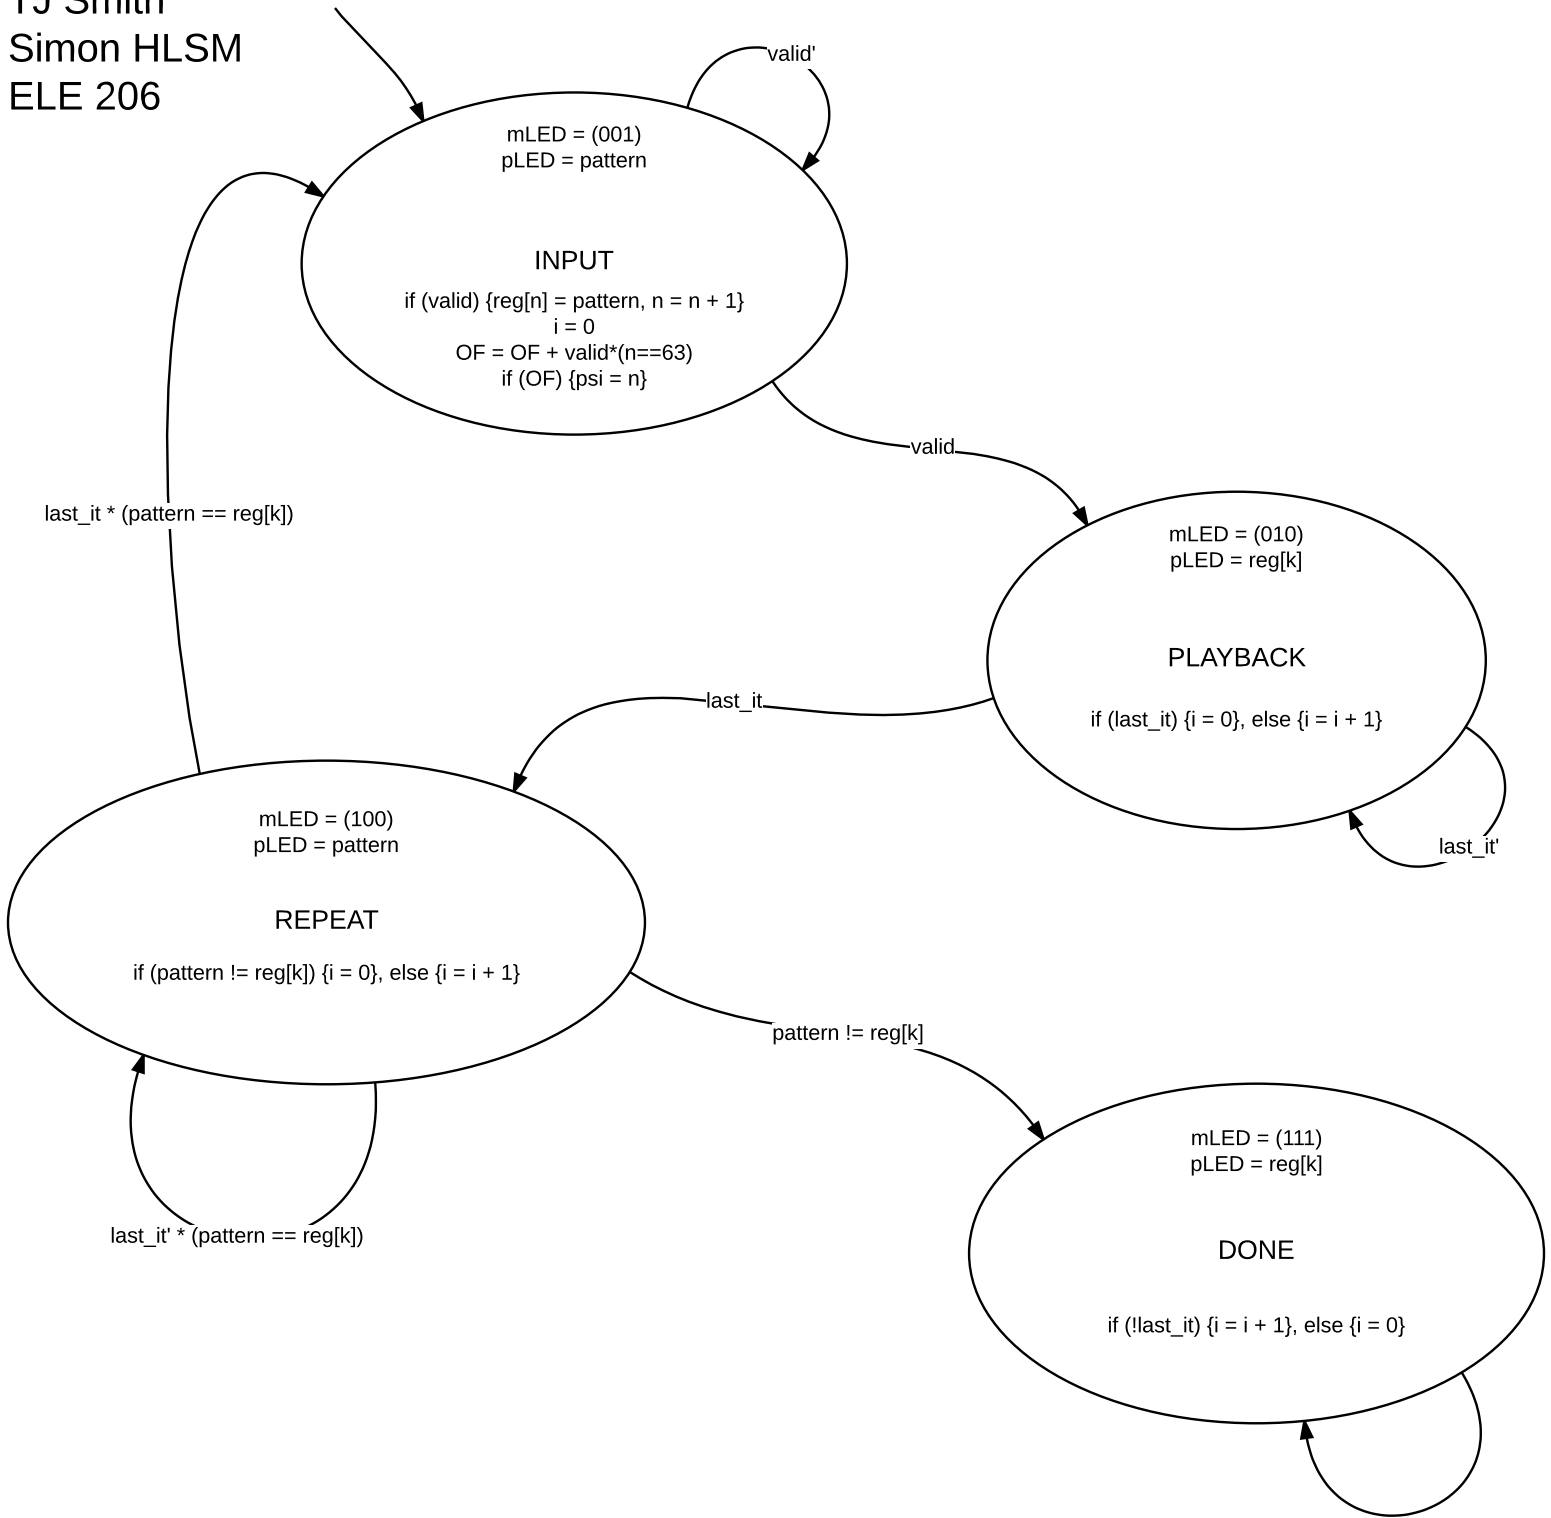 TJ Smith
Simon HLSM
ELE 206
valid'
mLED = (001)
pLED = pattern
INPUT
if (valid) {reg[n] = pattern, n = n + 1}
i = 0
OF = OF + valid*(n==63)
if (OF) {psi = n}
valid
last_it * (pattern == reg[k])
mLED = (010)
pLED = reg[k]
PLAYBACK
if (last_it) {i = 0}, else {i = i + 1}
last_it
last_it'
mLED = (100)
pLED = pattern
REPEAT
if (pattern != reg[k]) {i = 0}, else {i = i + 1}
pattern != reg[k]
last_it' * (pattern == reg[k])
mLED = (111)
pLED = reg[k]
DONE
if (!last_it) {i = i + 1}, else {i = 0}